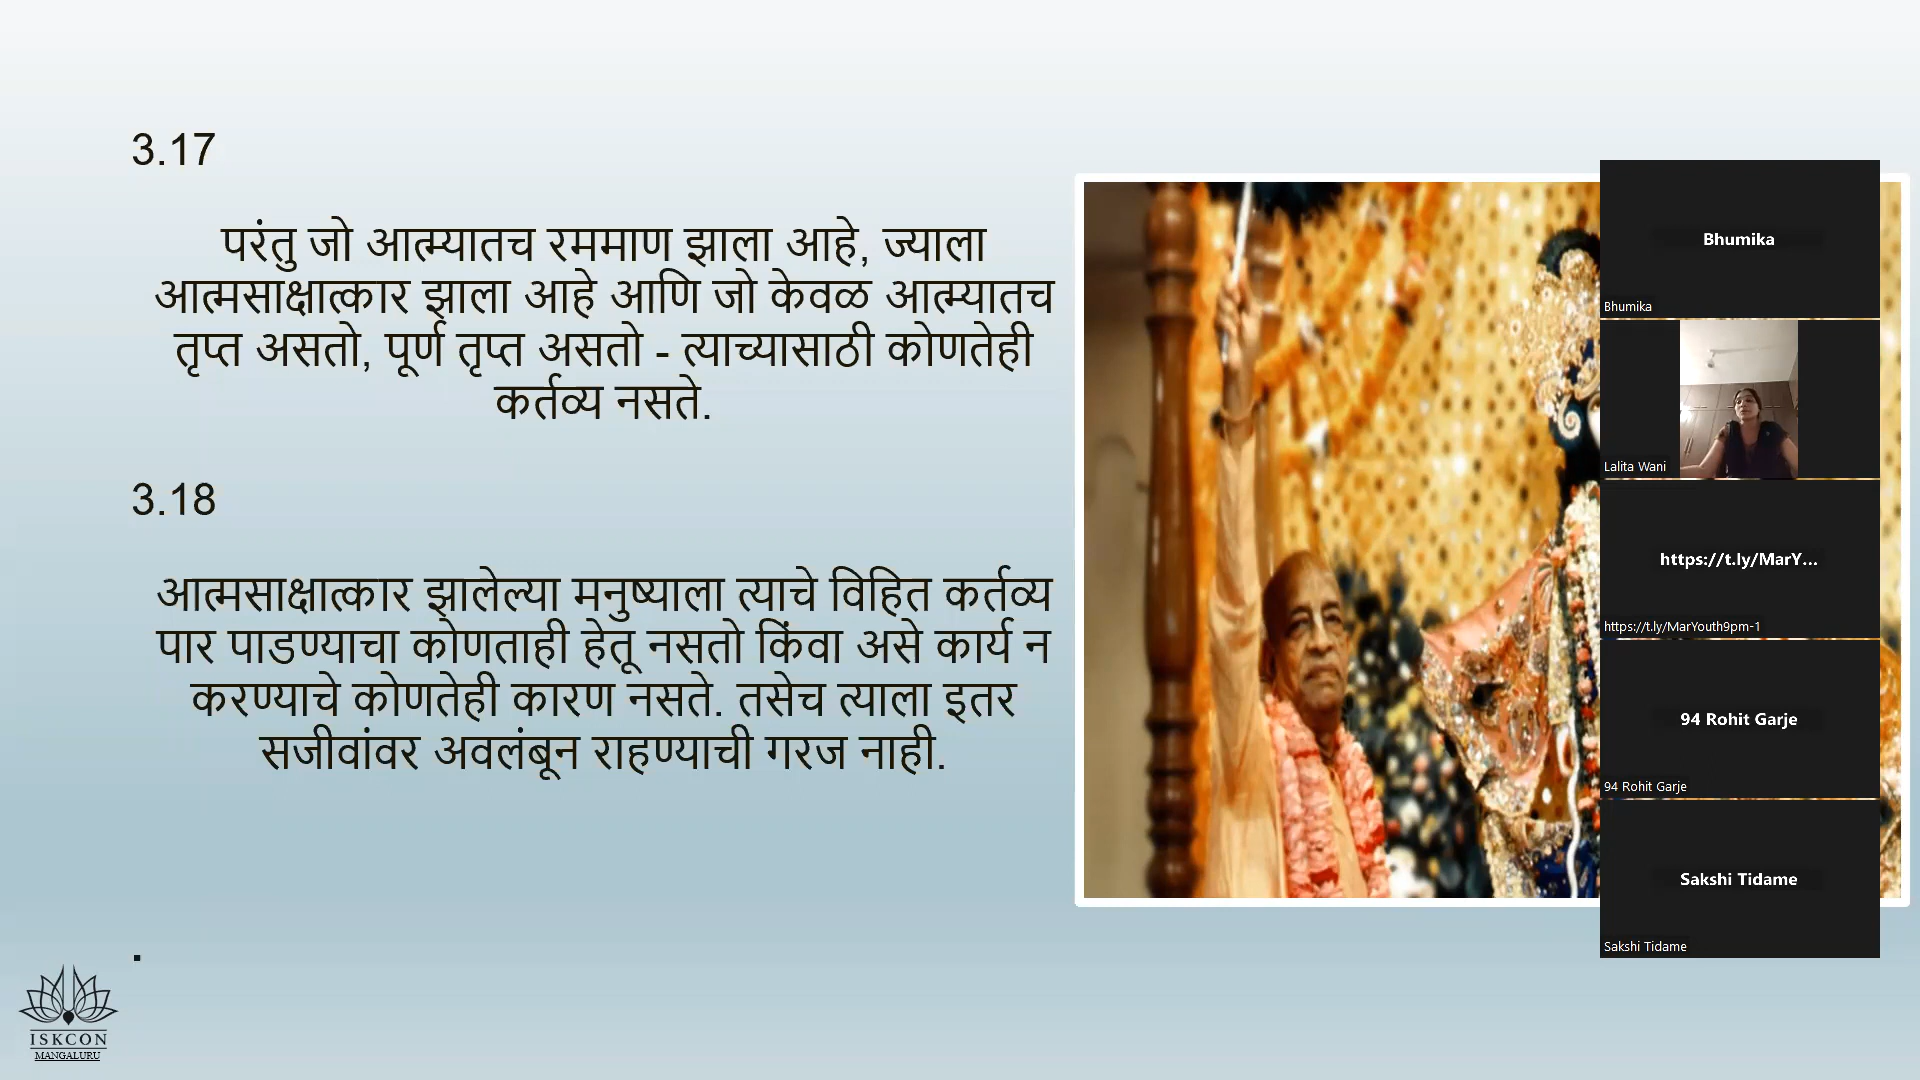 3.17
परंतु जो आत्म्यातच रममाण झाला आहे, ज्याला
आत्मसाक्षात्कार झाला आहे आणि जो केवळ आत्म्यातच
तृप्त असतो, पूर्ण तृप्त असतो - त्याच्यासाठी कोणतेही
कर्तव्य नसते.
3.18
आत्मसाक्षात्कार झालेल्या मनुष्याला त्याचे विहित कर्तव्य
पार पाडण्याचा कोणताही हेतू नसतो किंवा असे कार्य न
करण्याचे कोणतेही कारण नसते. तसेच त्याला इतर
सजीवांवर अवलंबून राहण्याची गरज नाही.
ISKCON
MANGALURU
Bhumika
Bhumika
Lalita Wani
https://t.ly/MarY...
https://t.ly/MarYouth9pm-1
94 Rohit Garje
94 Rohit Garje
Sakshi Tidame
Sakshi Tidame